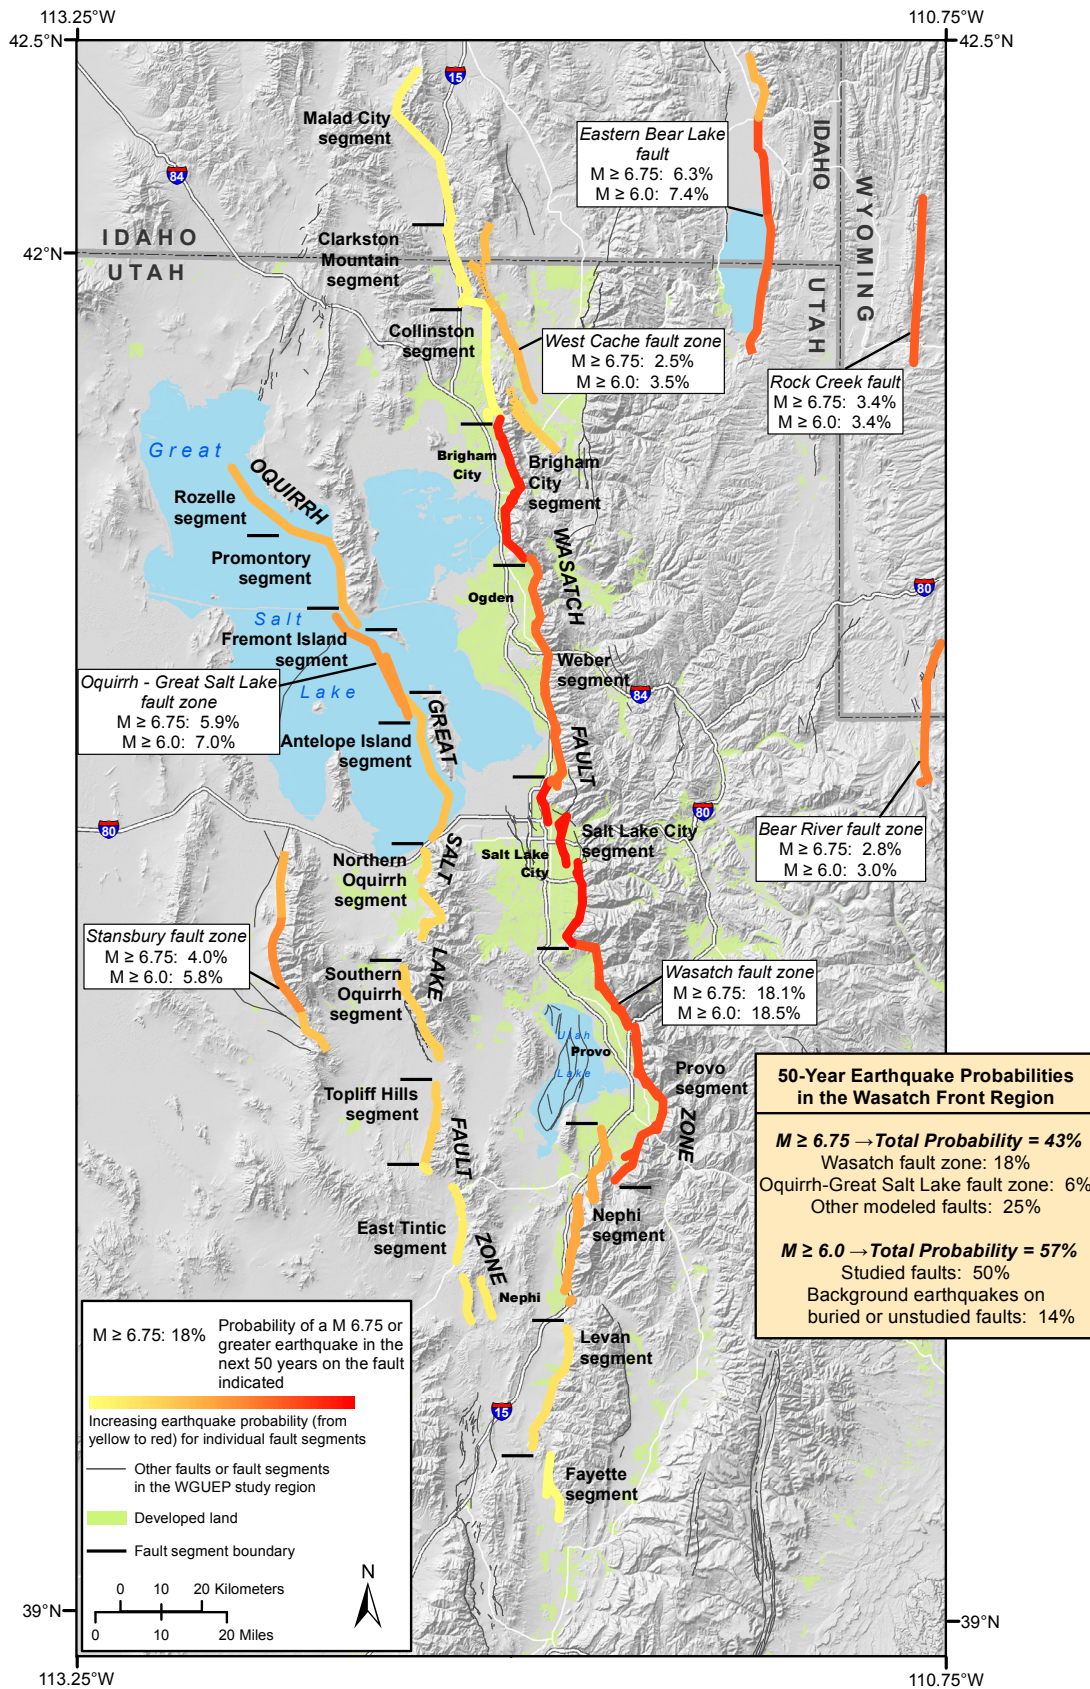 113.25°W
110.75°W
42.5°N
42.5°N
15
Malad City
segment
84
Eastern Bear Lake
fault
M ≥ 6.75: 6.3%
M ≥ 6.0: 7.4%
IDAHO
WYOMING
Clarkston
Mountain
segment
42°N
IDAHO
UTAH
UTAH
Collinston
segment
West Cache fault zone
M ≥ 6.75: 2.5%
M ≥ 6.0: 3.5%
Rock Creek fault
M ≥ 6.75: 3.4%
M ≥ 6.0: 3.4%
Great
OQUIRRH
Brigham
City
Brigham
City
segment
Rozelle
segment
Promontory
segment
WASATCH
Ogden
80
Salt
Fremont Island
segment
Weber
segment
Oquirrh - Great Salt Lake
fault zone
M ≥ 6.75: 5.9%
M ≥ 6.0: 7.0%
Lake
84
GREAT
Antelope Island
segment
FAULT
80
80
Bear River fault zone
M ≥ 6.75: 2.8%
M ≥ 6.0: 3.0%
Salt Lake City
segment
SALT
Northern
Oquirrh
segment
Salt Lake
City
Stansbury fault zone
M ≥ 6.75: 4.0%
M ≥ 6.0: 5.8%
LAKE
Southern
Oquirrh
segment
Wasatch fault zone
M ≥ 6.75: 18.1%
M ≥ 6.0: 18.5%
Utah
Provo
Lake
Provo
segment
Topliff Hills
segment
FAULT
ZONE
50-Year Earthquake Probabilities
in the Wasatch Front Region
M ≥ 6.75 →Total Probability = 43%
Wasatch fault zone: 18%
Oquirrh-Great Salt Lake fault zone: 6%
Other modeled faults: 25%
M ≥ 6.0 →Total Probability = 57%
Studied faults: 50%
Background earthquakes on
buried or unstudied faults: 14%
East Tintic
segment
ZONE
Nephi
segment
Nephi
Levan
segment
15
Fayette
segment
M ≥ 6.75: 18%
Probability of a M 6.75 or
greater earthquake in the
next 50 years on the fault
indicated
Increasing earthquake probability (from
yellow to red) for individual fault segments
Other faults or fault segments
in the WGUEP study region
Developed land
Fault segment boundary
0 10 20 Kilometers
0 10 20 Miles
N
39°N
39°N
113.25°W
110.75°W